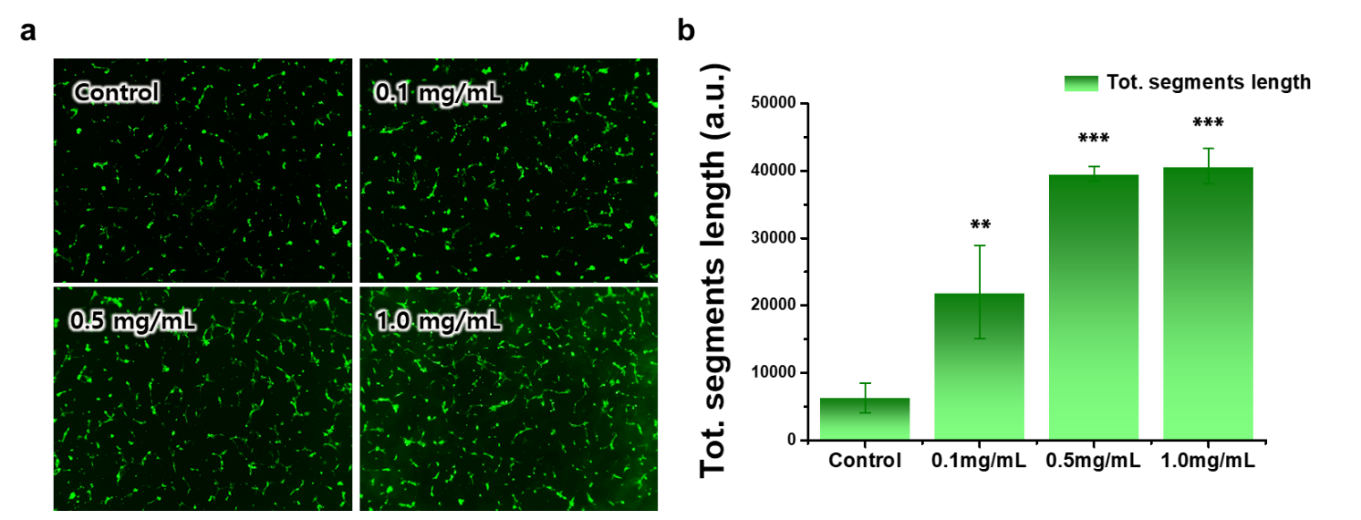 a
Control
0.1 mg/mL
0.5 mg/mL
1.0 mg/mL
b
Tot. segments length (a.u.)
Tot. segments length
50000
40000
30000
20000
10000
0
**
***
***
Control
0.1mg/mL
0.5mg/mL
1.0mg/mL